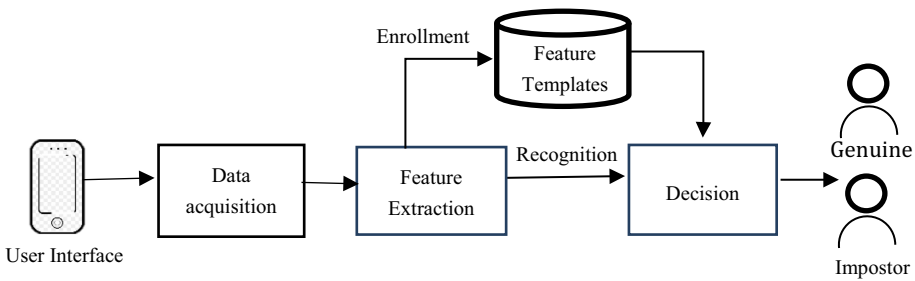 Enrollment
Feature
Templates
Genuine
Data
acquisition
Feature
Extraction
Recognition
Decision
User Interface
Impostor